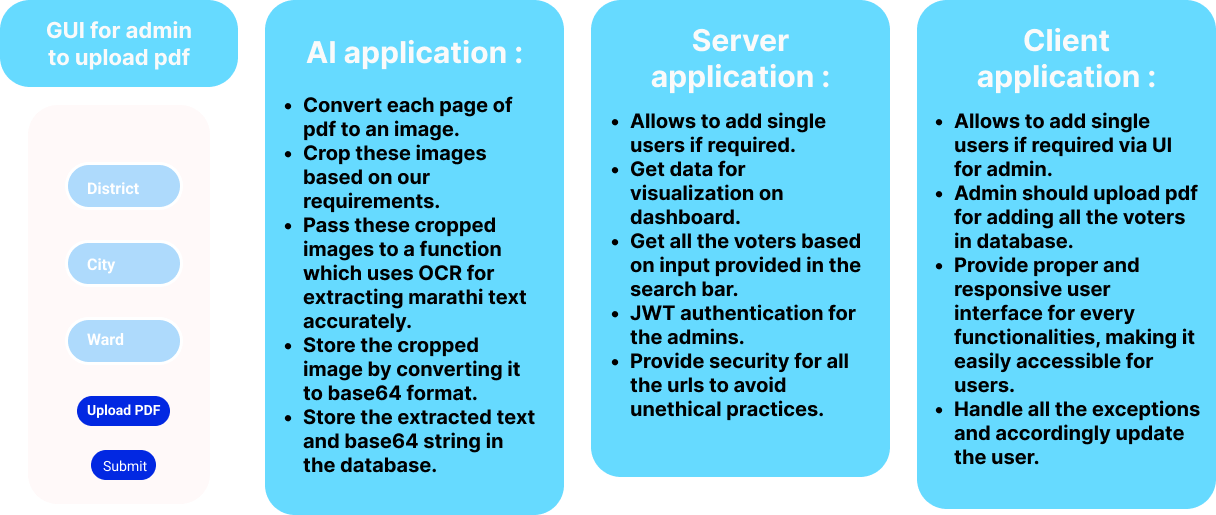 GUI for admin
to upload pdf
District
City
Ward
Upload PDF
Submit
AI application :
• Convert each page of
pdf to an image.
• Crop these images
based on our
requirements.
• Pass these cropped
images to a function
which uses OCR for
extracting marathi text
accurately.
• Store the cropped
image by converting it
to base64 format.
• Store the extracted text
and base64 string in
the database.
Server
application :
• Allows to add single
users if required.
• Get data for
visualization on
dashboard.
• Get all the voters based
on input provided in the
search bar.
• JWT authentication for
the admins.
• Provide security for all
the urls to avoid
unethical practices.
Client
application :
• Allows to add single
users if required via UI
for admin.
• Admin should upload pdf
for adding all the voters
in database.
• Provide proper and
responsive user
interface for every
functionalities, making it
easily accessible for
users.
• Handle all the exceptions
and accordingly update
the user.